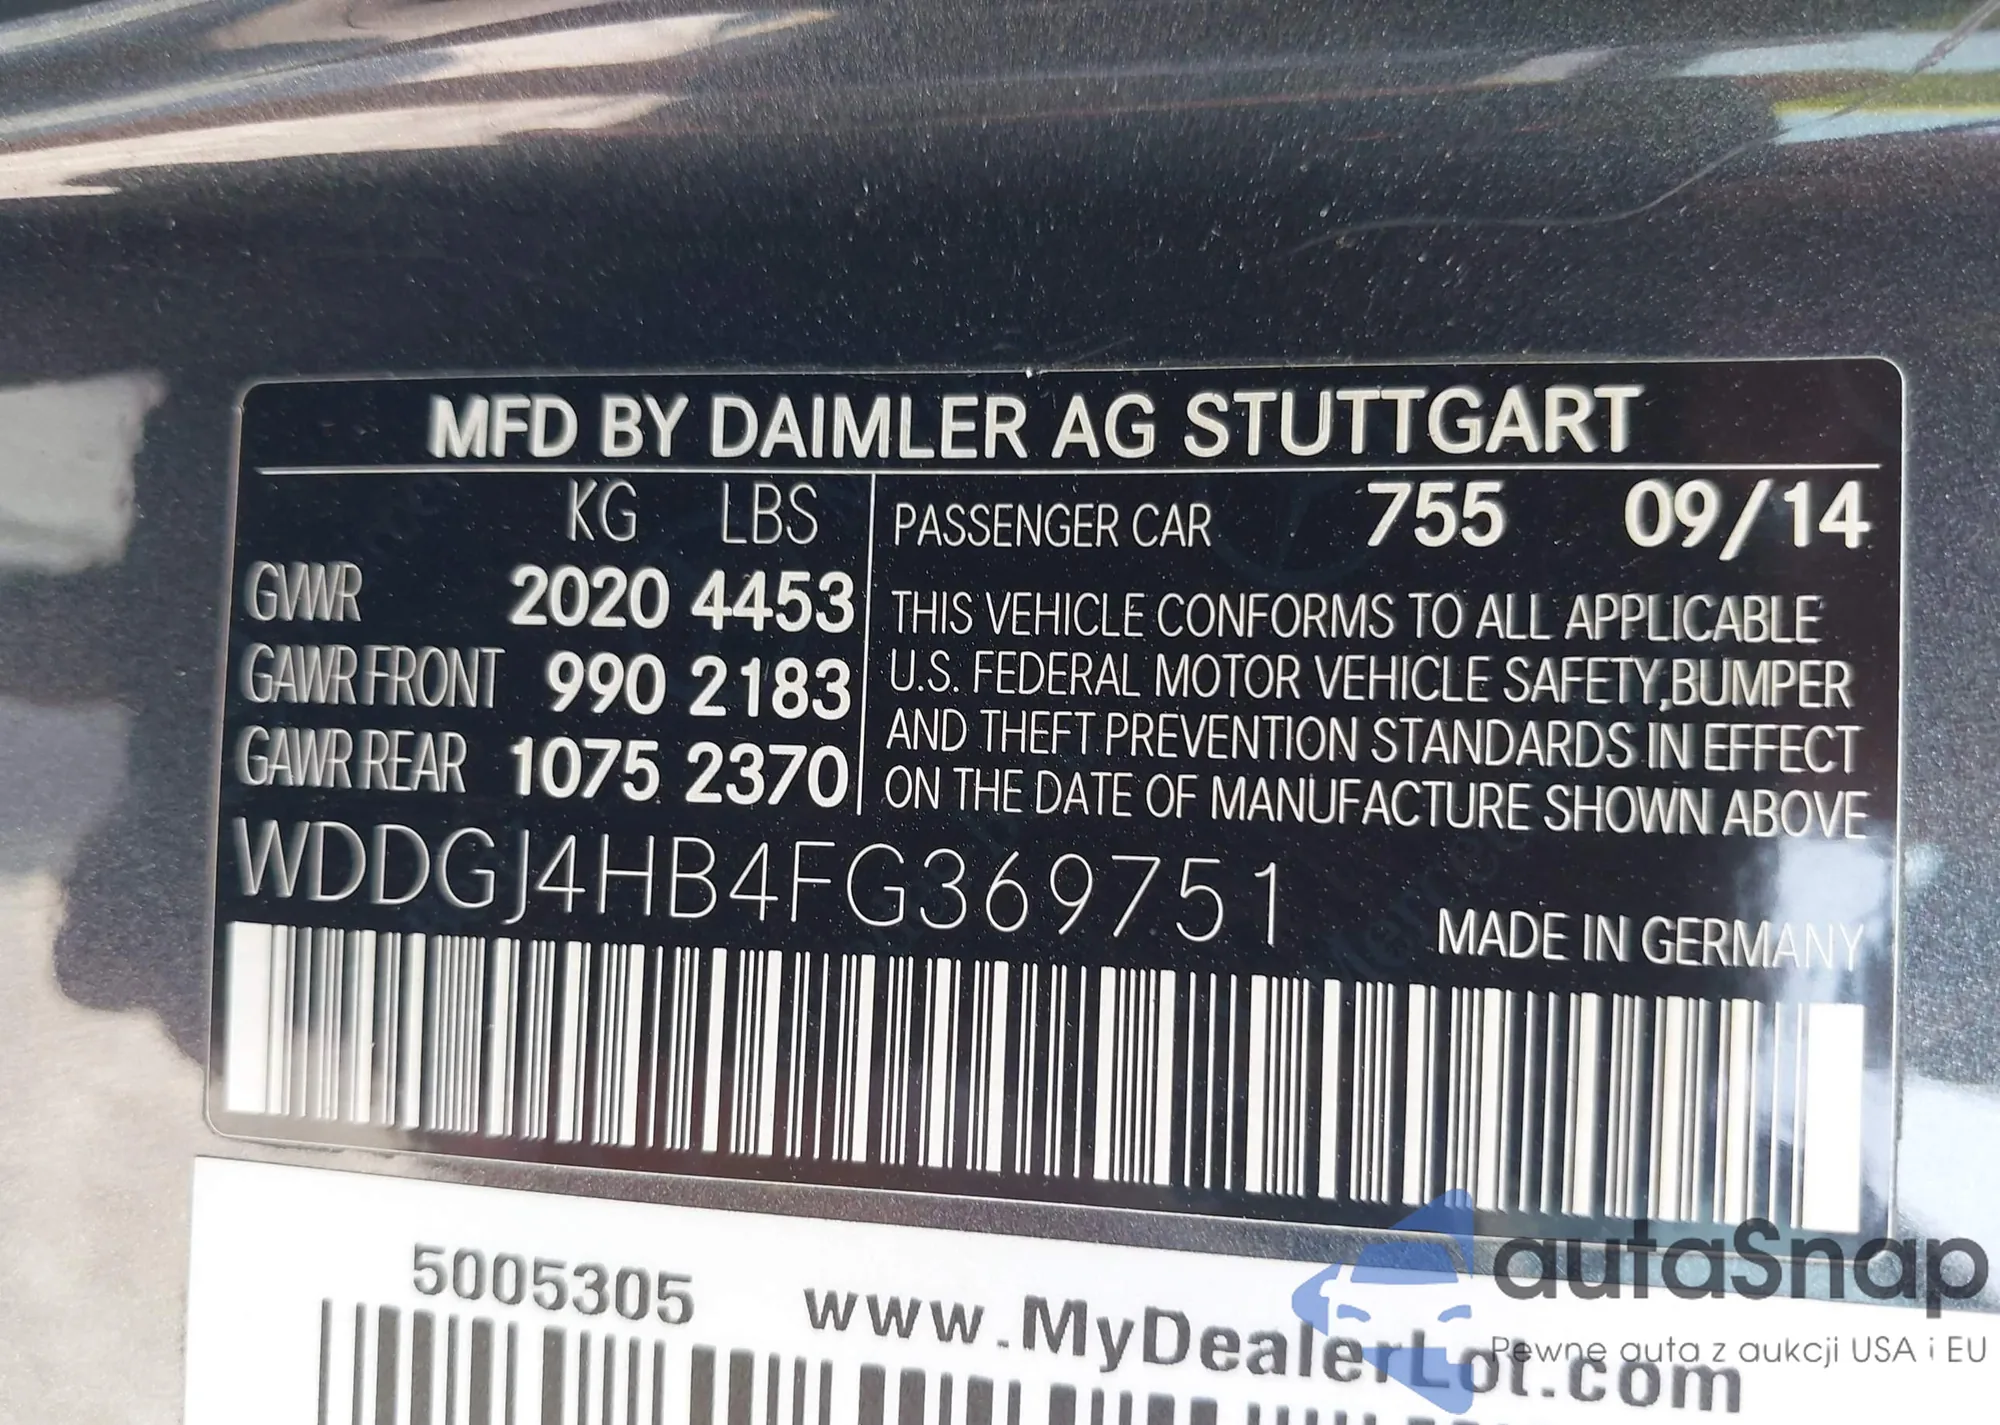 MFD BY DAIMLER AG STUTTGART
KG LBS
GVWR 2020 4453
GAWR FRONT 990 2183
GAWR REAR 1075 2370
PASSENGER CAR 755 09/14
THIS VEHICLE CONFORMS TO ALL APPLICABLE
U.S. FEDERAL MOTOR VEHICLE SAFETY,BUMPER
AND THEFT PREVENTION STANDARDS IN EFFECT
ON THE DATE OF MANUFACTURE SHOWN ABOVE
WDDGJ4HB4FG369751
MADE IN GERMANY
5005305 www.MyDealerLot.com
autaSnap
Pewne auta z aukcji USA i EU